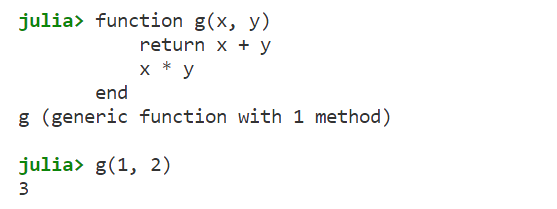 julia> function g(x, y)
           return x + y
           x * y
       end
g (generic function with 1 method)

julia> g(1, 2)
3